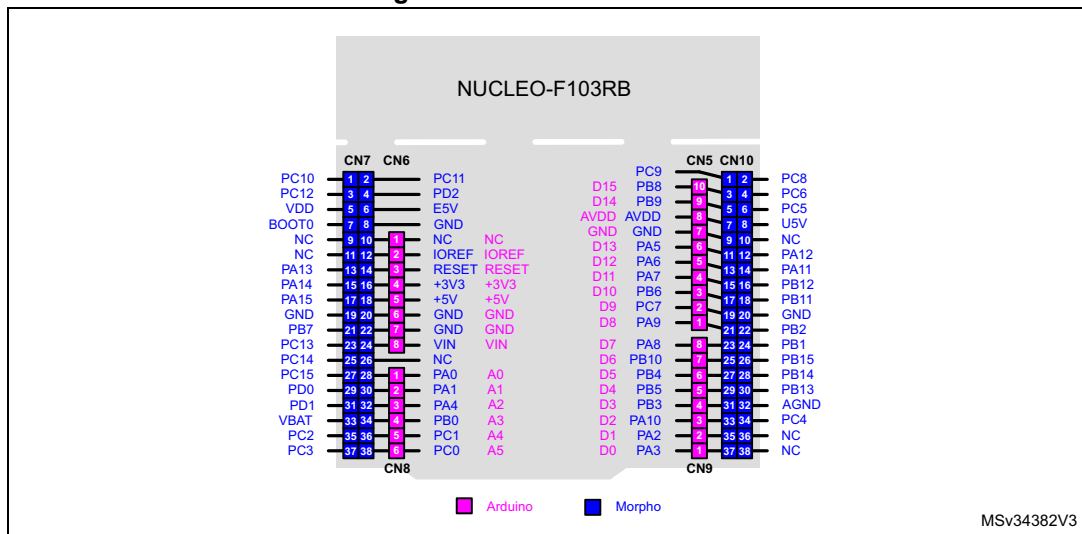 NUCLEO-F103RB
CN7 CN6 CN5 CN10
PC9
PC10 1 2 PC11 D15 PB8 10 1 2 PC8
PC12 3 4 PD2 D14 PB9 9 3 4 PC6
VDD 5 6 E5V AVDD AVDD 8 5 6 PC5
BOOT0 7 8 GND GND GND 7 7 8 U5V
NC 9 10 1 NC NC D13 PA5 6 9 10 NC
NC 11 12 2 IOREF IOREF D12 PA6 5 11 12 PA12
PA13 13 14 3 RESET RESET D11 PA7 4 13 14 PA11
PA14 15 16 4 +3V3 +3V3 D10 PB6 3 15 16 PB12
PA15 17 18 5 +5V +5V D9 PC7 2 17 18 PB11
GND 19 20 6 GND GND D8 PA9 1 19 20 GND
PB7 21 22 7 GND GND 21 22 PB2
PC13 23 24 8 VIN VIN D7 PA8 8 23 24 PB1
PC14 25 26 NC D6 PB10 7 25 26 PB15
PC15 27 28 1 PA0 A0 D5 PB4 6 27 28 PB14
PD0 29 30 2 PA1 A1 D4 PB5 5 29 30 PB13
PD1 31 32 3 PA4 A2 D3 PB3 4 31 32 AGND
VBAT 33 34 4 PB0 A3 D2 PA10 3 33 34 PC4
PC2 35 36 5 PC1 A4 D1 PA2 2 35 36 NC
PC3 37 38 6 PC0 A5 D0 PA3 1 37 38 NC
CN8 CN9
Arduino Morpho
MSv34382V3